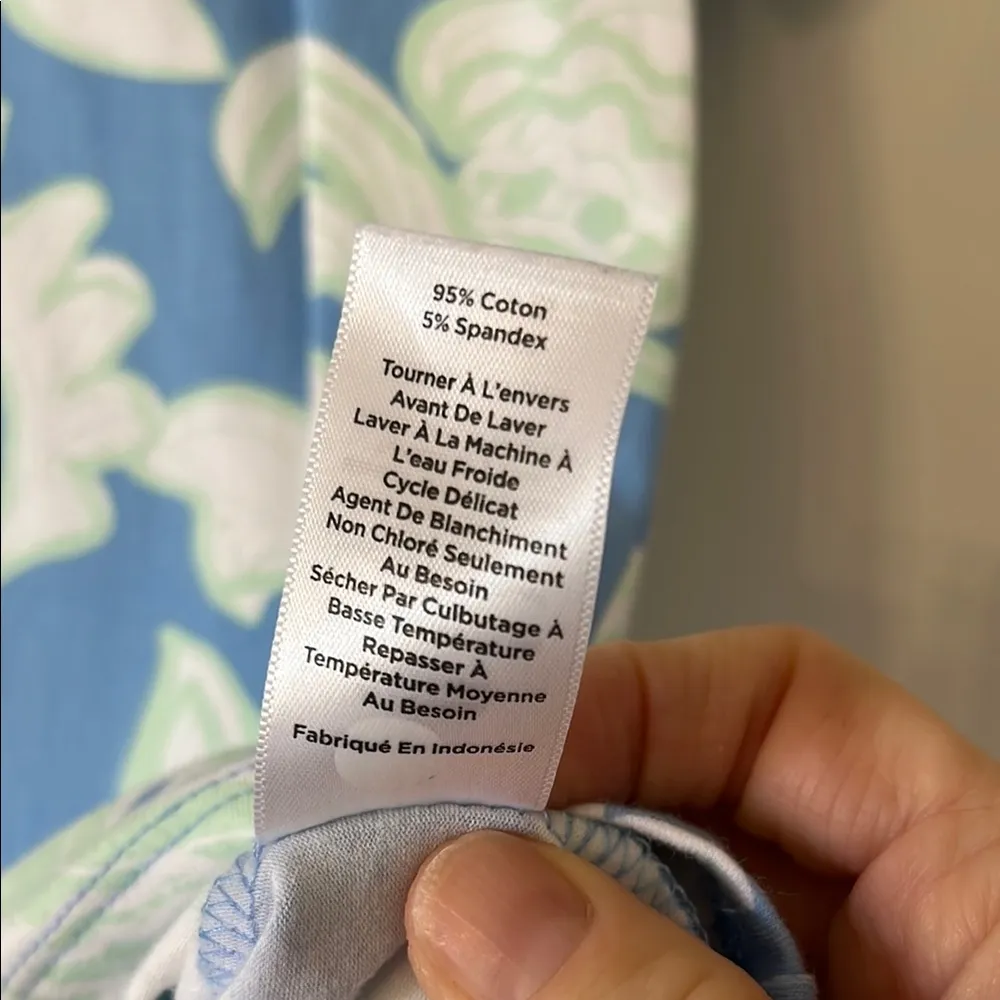 95% Coton
5% Spandex
Tourner À L'envers
Avant De Laver
Laver À La Machine À
L'eau Froide
Cycle Délicat
Agent De Blanchiment
Non Chloré Seulement
Au Besoin
Sécher Par Culbutage À
Basse Température
Repasser À
Température Moyenne
Au Besoin
Fabriqué En Indonésie